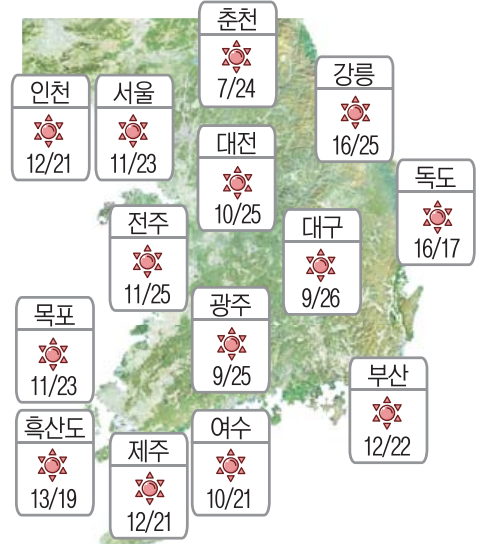 춘천
7/24
강릉
16/25
인천
12/21
서울
11/23
대전
10/25
독도
16/17
전주
11/25
대구
9/26
광주
9/25
목포
11/23
부산
12/22
흑산도
13/19
제주
12/21
여수
10/21